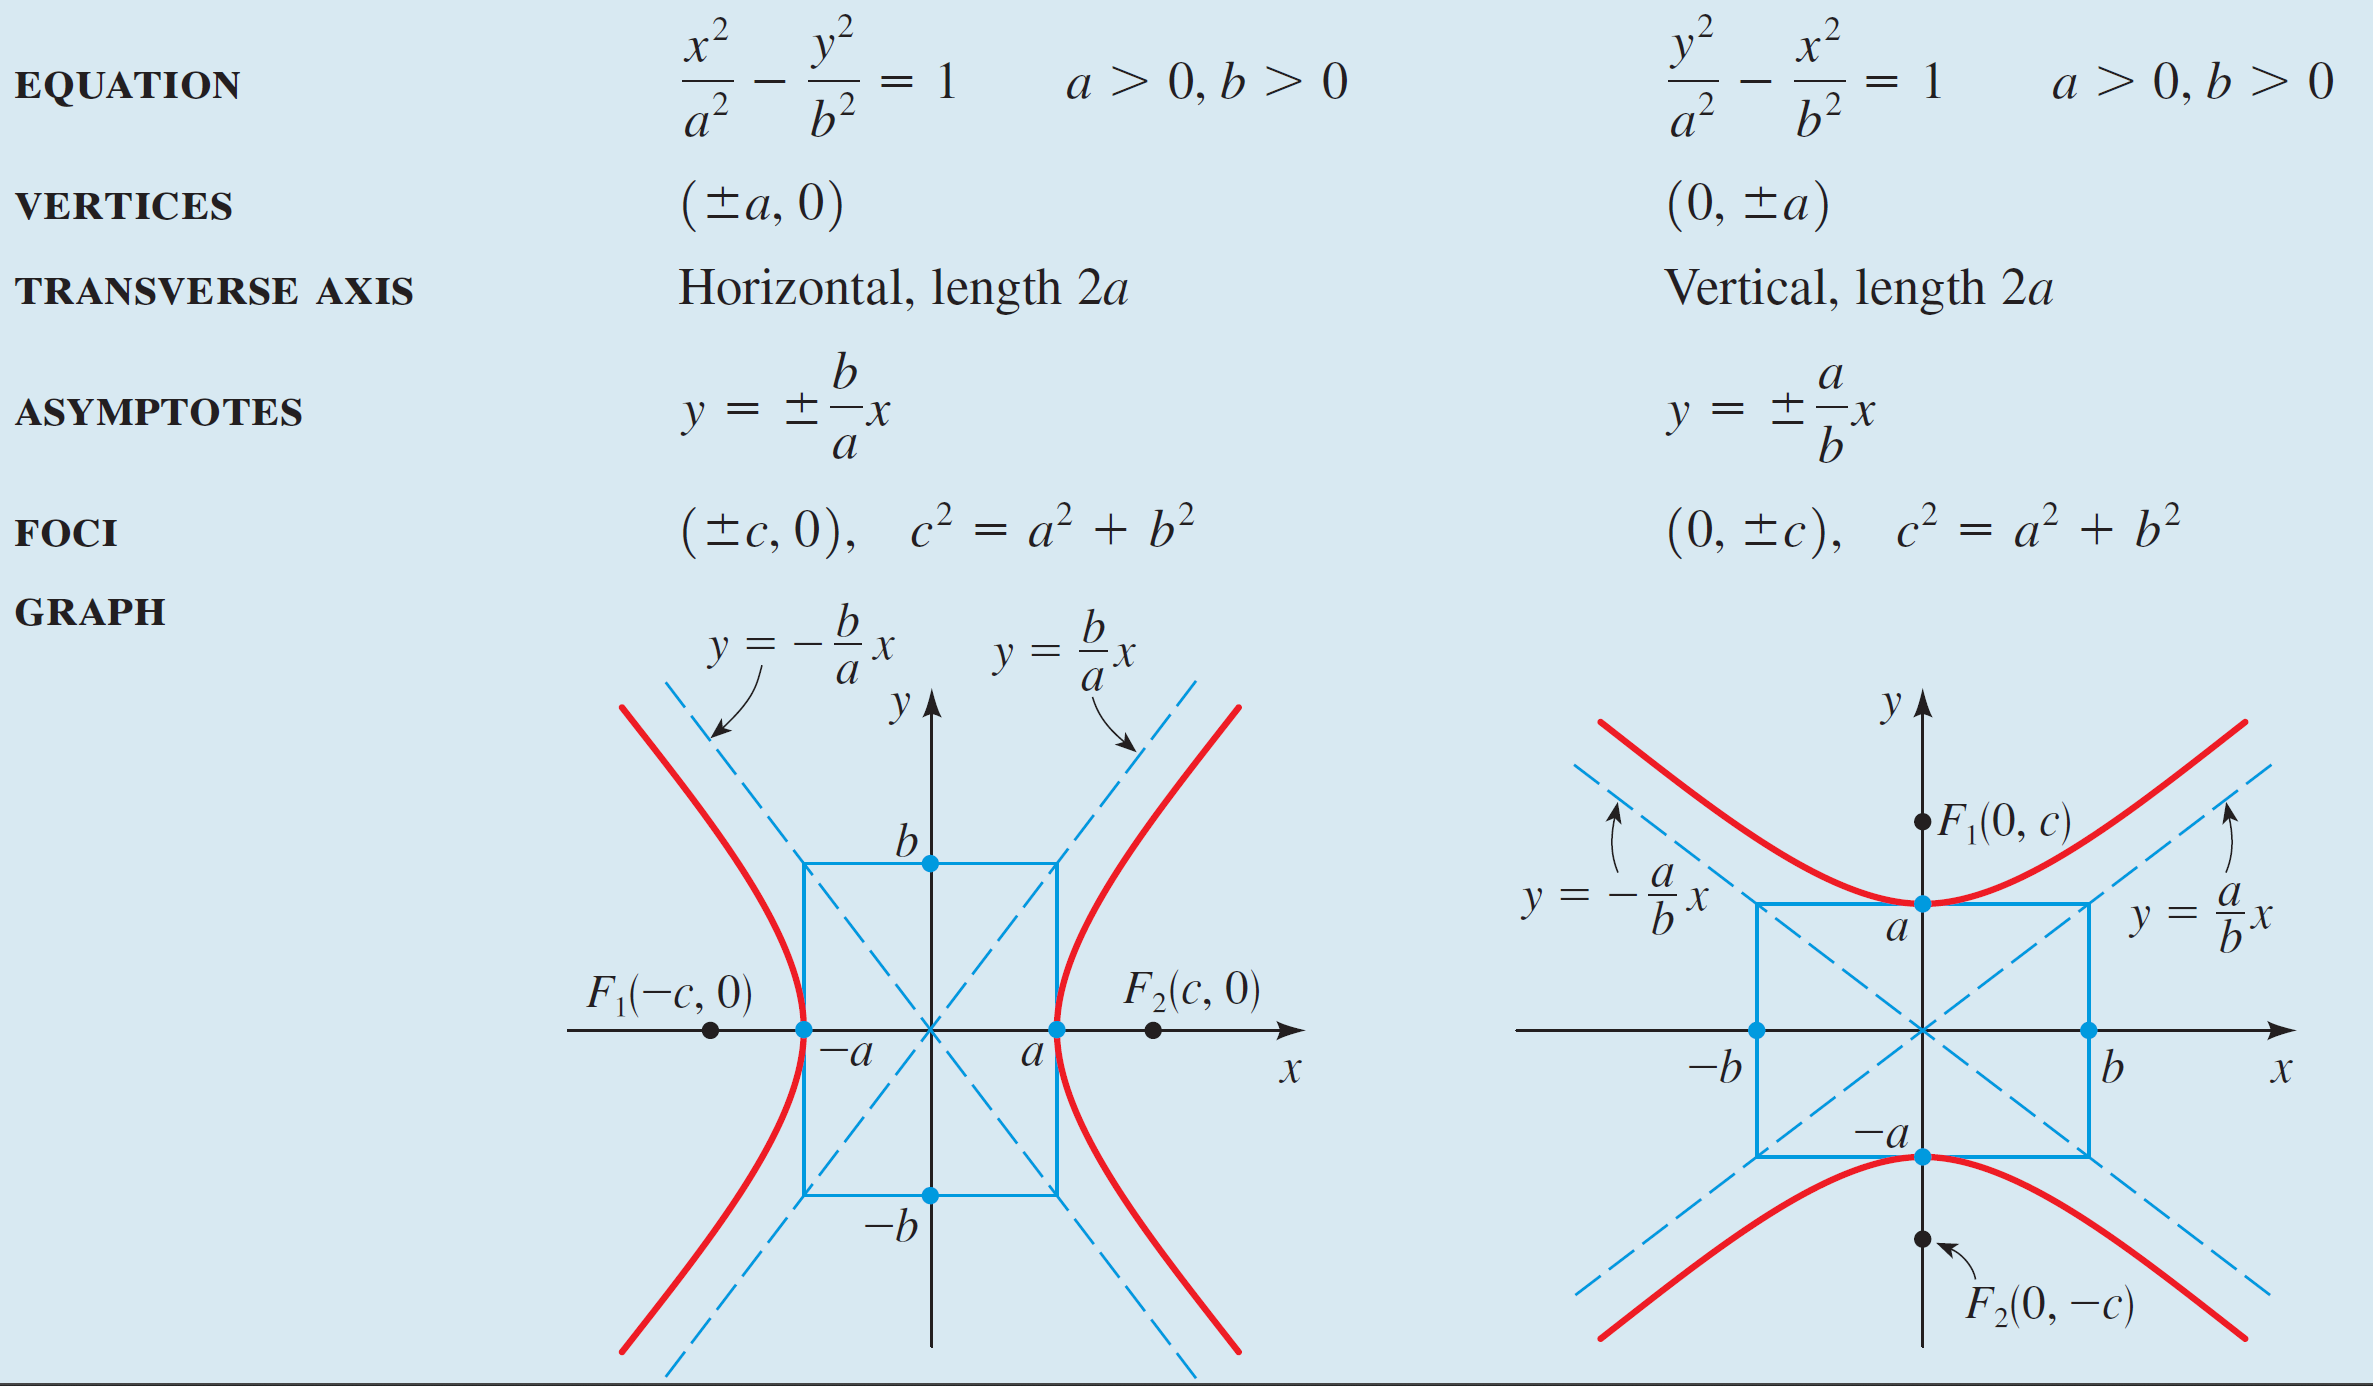 EQUATION x²/a² − y²/b² = 1 a > 0, b > 0 y²/a² − x²/b² = 1 a > 0, b > 0
VERTICES (±a, 0) (0, ±a)
TRANSVERSE AXIS Horizontal, length 2a Vertical, length 2a
ASYMPTOTES y = ±b/a x y = ±a/b x
FOCI (±c, 0), c² = a² + b² (0, ±c), c² = a² + b²
GRAPH
y = −b/a x
y = b/a x
y
b
F₁(−c, 0)
F₂(c, 0)
−a
a
x
−b
y
F₁(0, c)
y = −a/b x
a
y = a/b x
−b
b
x
−a
F₂(0, −c)